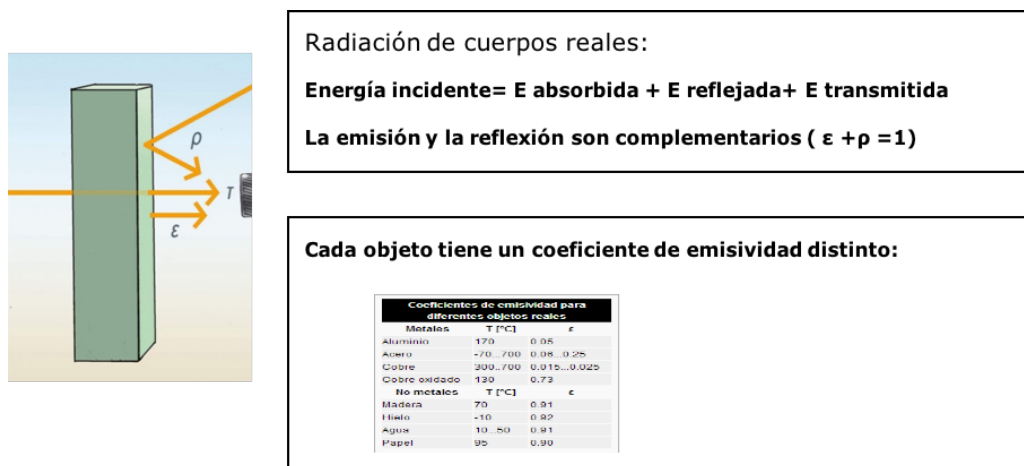 ρ
T
ε
Radiación de cuerpos reales:
Energía incidente= E absorbida + E reflejada+ E transmitida
La emisión y la reflexión son complementarios ( ε +ρ =1)
Cada objeto tiene un coeficiente de emisividad distinto:
Coeficientes de emisividad para
diferentes objetos reales
Metales T [°C] ε
Aluminio 170 0.05
Acero -70...700 0.06...0.25
Cobre 300..700 0.015...0.025
Cobre oxidado 130 0.73
No metales T [°C] ε
Madera 70 0.91
Hielo -10 0.92
Agua 10...50 0.91
Papel 95 0.90